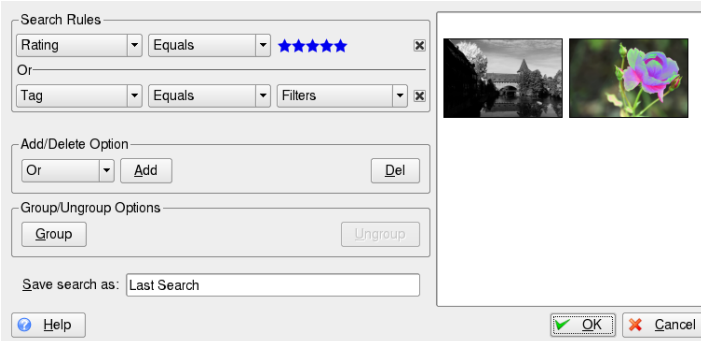 Search Rules
Rating Equals
Or
Tag Equals Filters
Add/Delete Option
Or Add Del
Group/Ungroup Options
Group Ungroup
Save search as: Last Search
Help OK Cancel